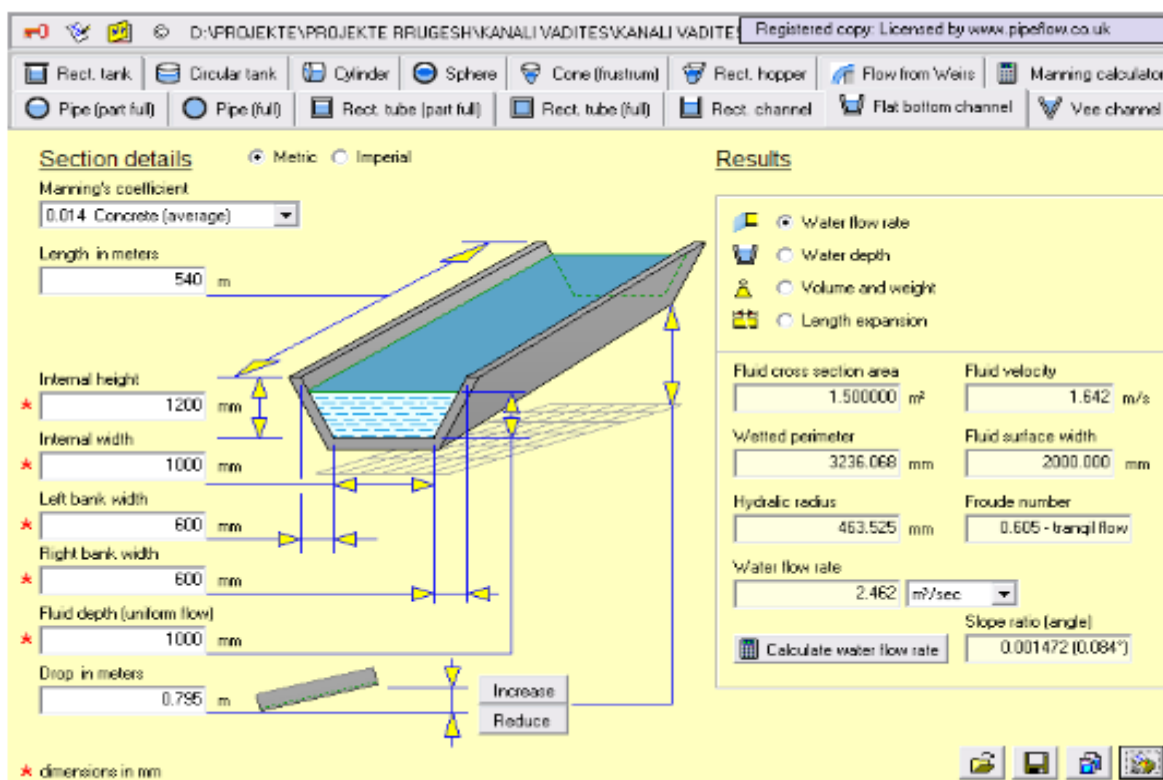 © D:\PROJEKTE\PROJEKTE RRUGESH\KANALI VADITES\KANALI VADITES Registered copy: Licensed by www.pipeflow.co.uk
Rect. tank Circular tank Cylinder Sphere Cone (frustrum) Rect. hopper Flow from Weirs Manning calculator
Pipe (part full) Pipe (full) Rect. tube (part full) Rect. tube (full) Rect. channel Flat bottom channel Vee channel
Section details Metric Imperial
Manning's coefficient
0.014 Concrete (average)
Length in meters
540 m
Internal height
* 1200 mm
Internal width
* 1000 mm
Left bank width
* 600 mm
Right bank width
* 600 mm
Fluid depth (uniform flow)
* 1000 mm
Drop in meters
0.795 m
Increase
Reduce
* dimensions in mm
Results
Water flow rate
Water depth
Volume and weight
Length expansion
Fluid cross section area Fluid velocity
1.500000 m² 1.642 m/s
Wetted perimeter Fluid surface width
3236.068 mm 2000.000 mm
Hydralic radius Froude number
463.525 mm 0.605 - tranqil flow
Water flow rate
2.462 m³/sec
Slope ratio (angle)
Calculate water flow rate 0.001472 (0.084°)